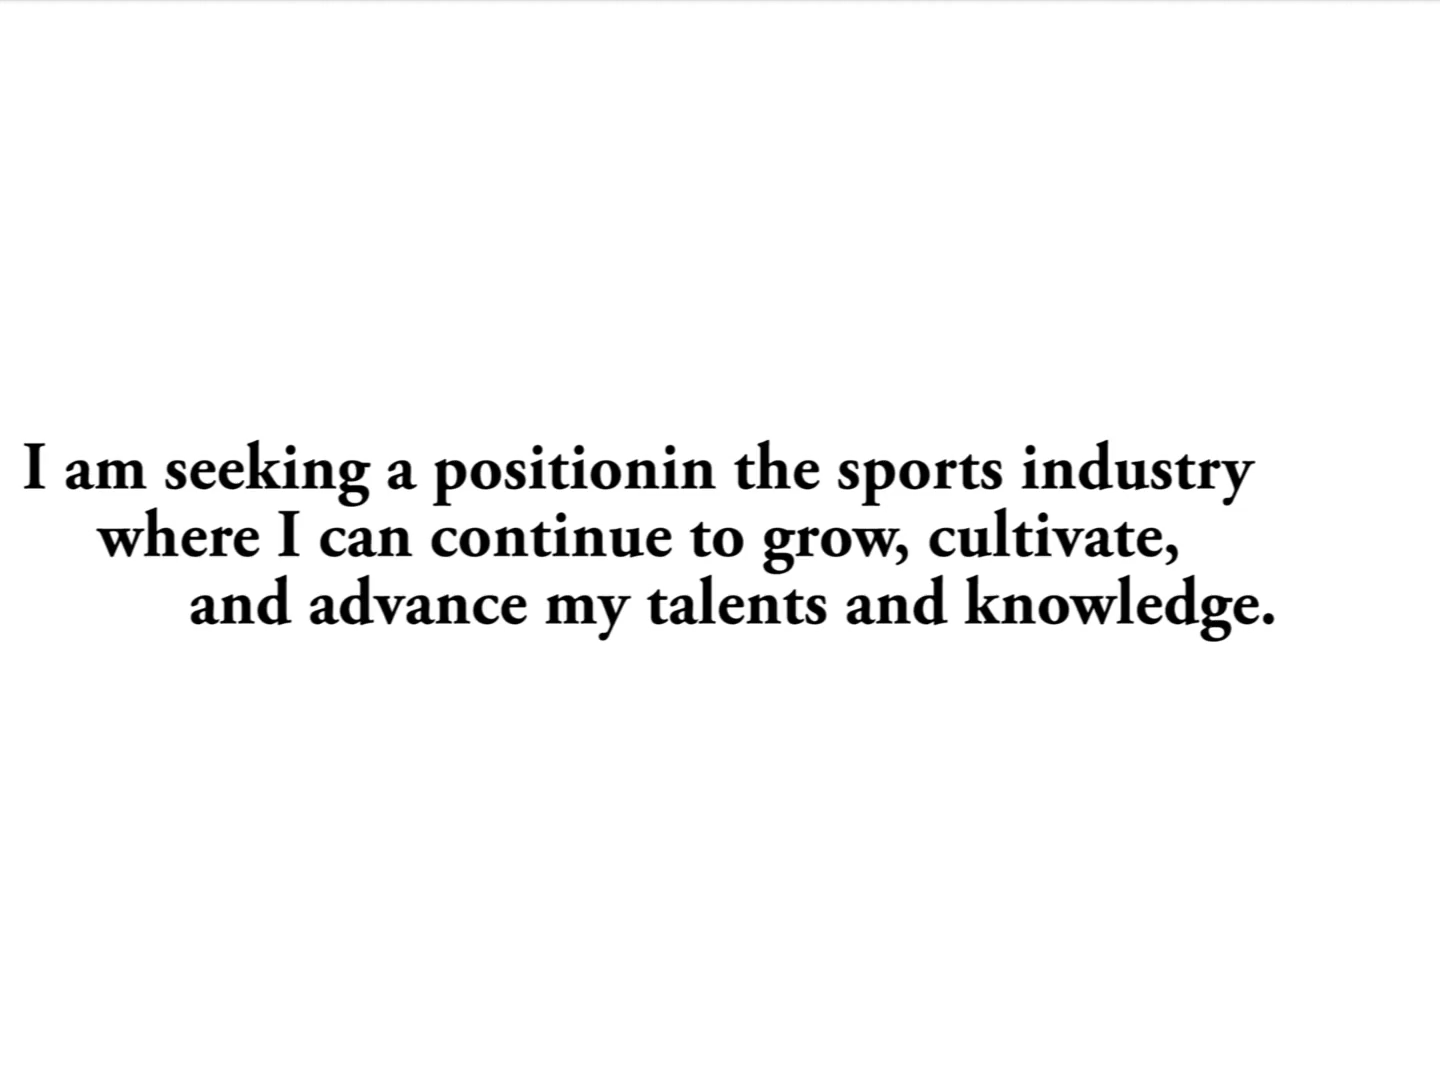 I am seeking a positionin the sports industry
where I can continue to grow, cultivate,
and advance my talents and knowledge.